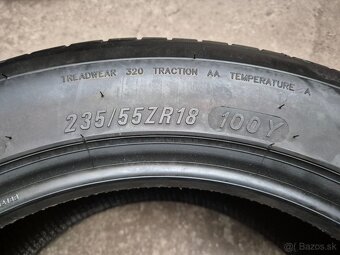 TREADWEAR 320 TRACTION AA TEMPERATURE A
235/55ZR18 100Y
Bazos.sk